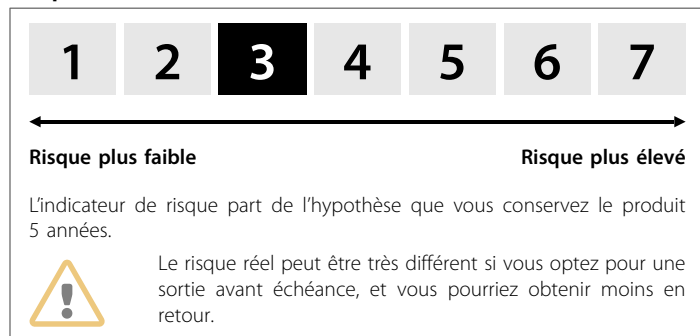 1 2 3 4 5 6 7
Risque plus faible Risque plus élevé
L'indicateur de risque part de l'hypothèse que vous conservez le produit
5 années.
Le risque réel peut être très différent si vous optez pour une
sortie avant échéance, et vous pourriez obtenir moins en
retour.